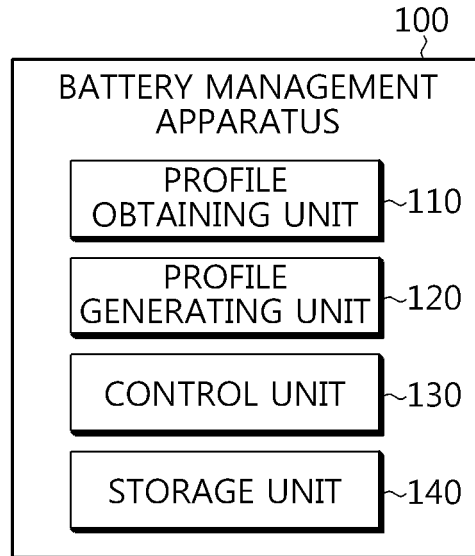 100
BATTERY MANAGEMENT
APPARATUS
PROFILE
OBTAINING UNIT
110
PROFILE
GENERATING UNIT
120
CONTROL UNIT
130
STORAGE UNIT
140